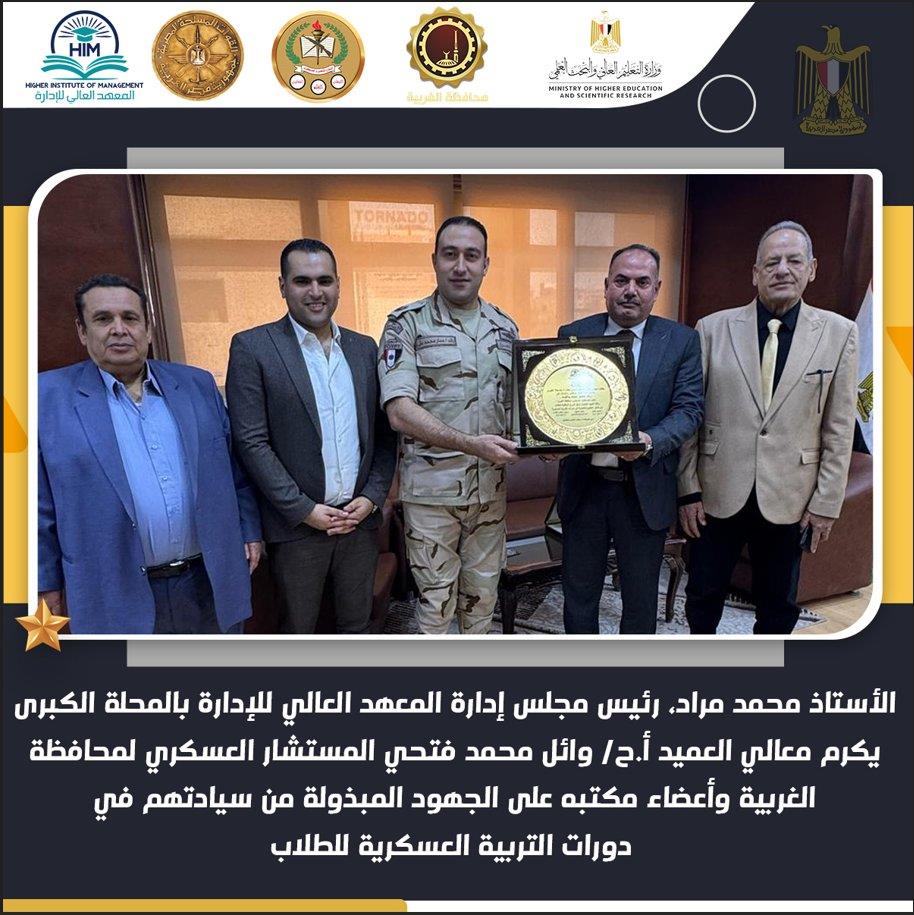 HIM
HIGHER INSTITUTE OF MANAGEMENT
المعهد العالي للإدارة
محافظة الغربية
وزارة التعليم العالي والبحث العلمي
MINISTRY OF HIGHER EDUCATION
AND SCIENTIFIC RESEARCH
TORNADO
الأستاذ محمد مراد، رئيس مجلس إدارة المعهد العالي للإدارة بالمحلة الكبرى
يكرم معالي العميد أ.ح/ وائل محمد فتحي المستشار العسكري لمحافظة
الغربية وأعضاء مكتبه على الجهود المبذولة من سيادتهم في
دورات التربية العسكرية للطلاب